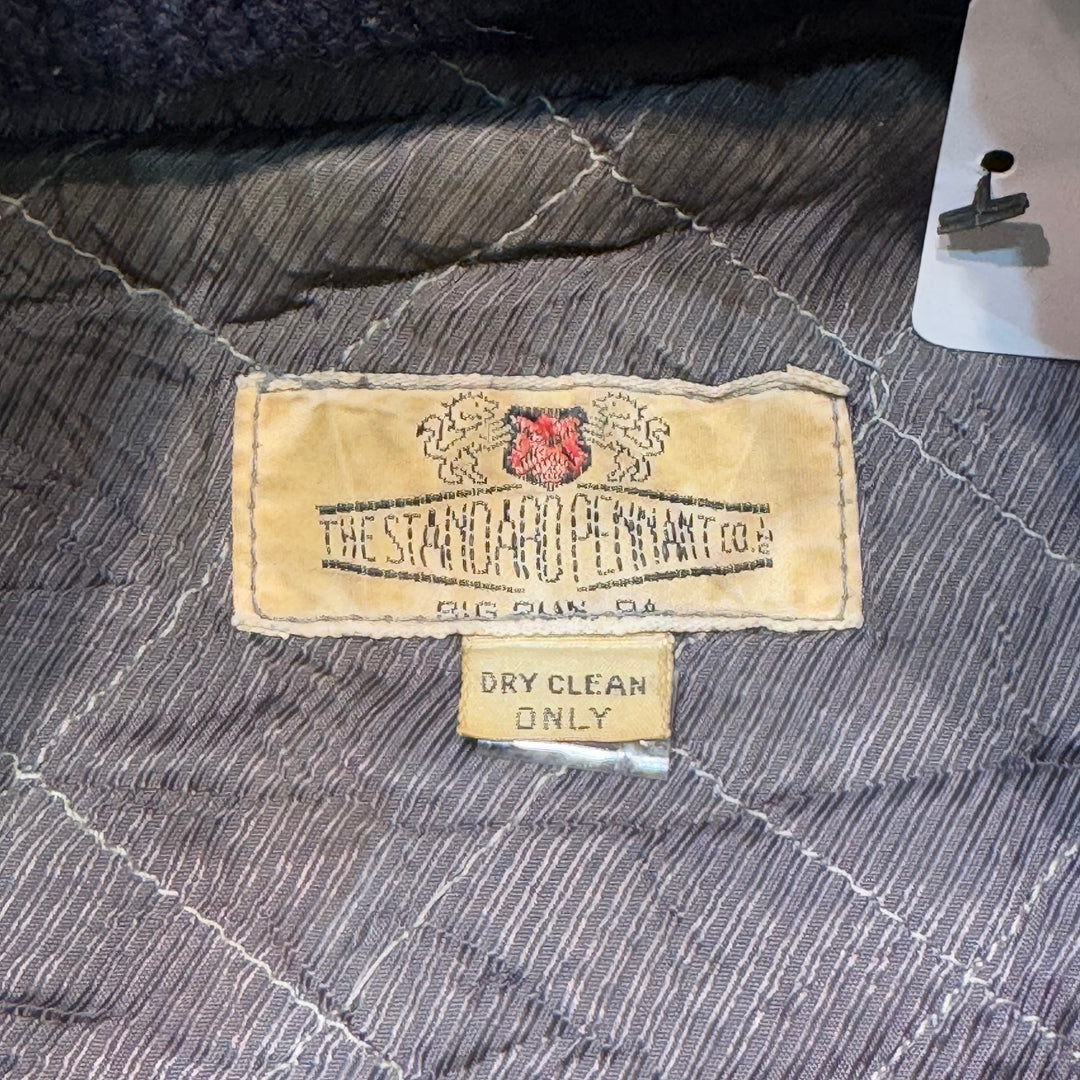 THE STANDARD PENNANT CO.
BIG RUN, PA.
DRY CLEAN
ONLY